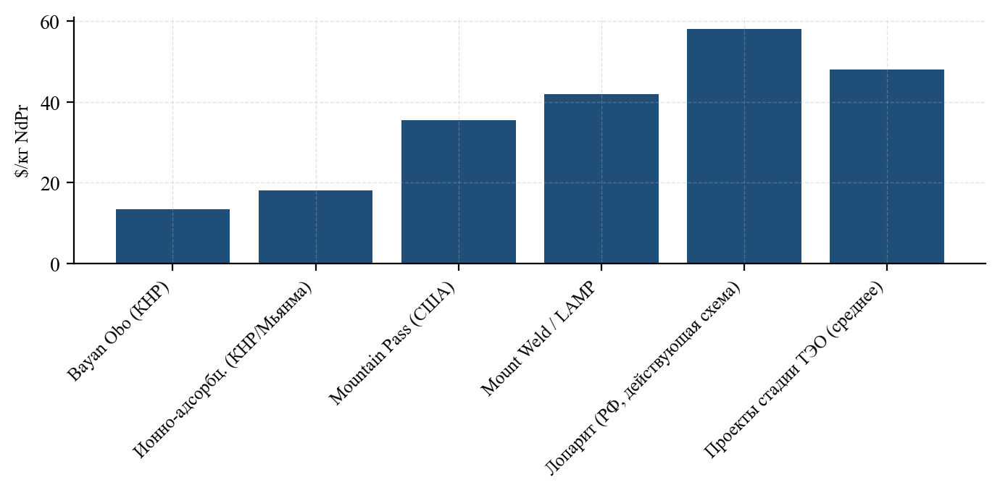 60
40
20
0
$/кг NdPr
Bayan Obo (КНР)
Ионно-адсорбц. (КНР/Мьянма)
Mountain Pass (США)
Mount Weld / LAMP
Лопарит (РФ, действующая схема)
Проекты стадии ТЭО (среднее)